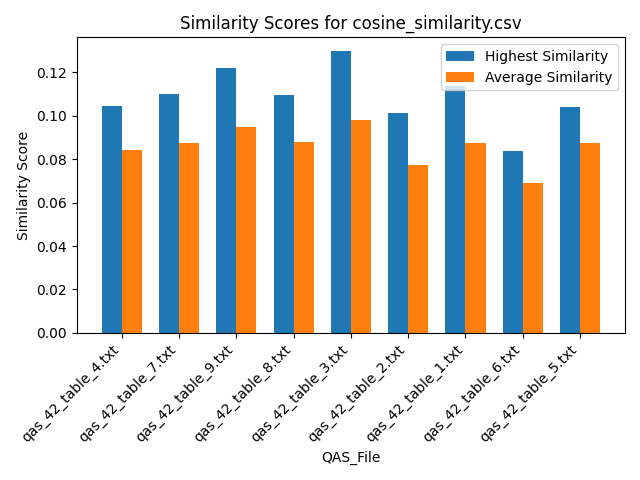 Similarity Scores for cosine_similarity.csv
Highest Similarity
Average Similarity
Similarity Score
0.12
0.10
0.08
0.06
0.04
0.02
0.00
qas_42_table_4.txt
qas_42_table_7.txt
qas_42_table_9.txt
qas_42_table_8.txt
qas_42_table_3.txt
qas_42_table_2.txt
qas_42_table_1.txt
qas_42_table_6.txt
qas_42_table_5.txt
QAS_File